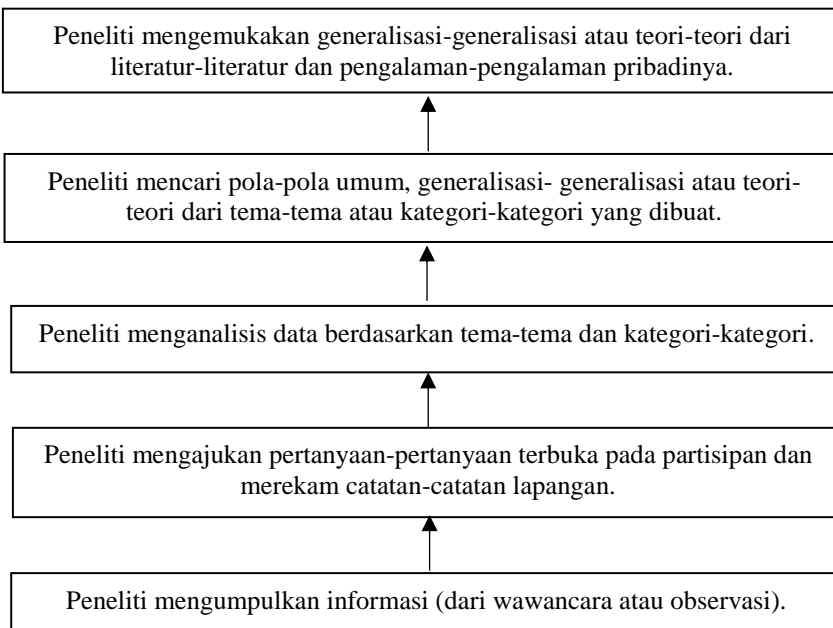 Peneliti mengemukakan generalisasi-generalisasi atau teori-teori dari
literatur-literatur dan pengalaman-pengalaman pribadinya.
Peneliti mencari pola-pola umum, generalisasi- generalisasi atau teori-
teori dari tema-tema atau kategori-kategori yang dibuat.
Peneliti menganalisis data berdasarkan tema-tema dan kategori-kategori.
Peneliti mengajukan pertanyaan-pertanyaan terbuka pada partisipan dan
merekam catatan-catatan lapangan.
Peneliti mengumpulkan informasi (dari wawancara atau observasi).